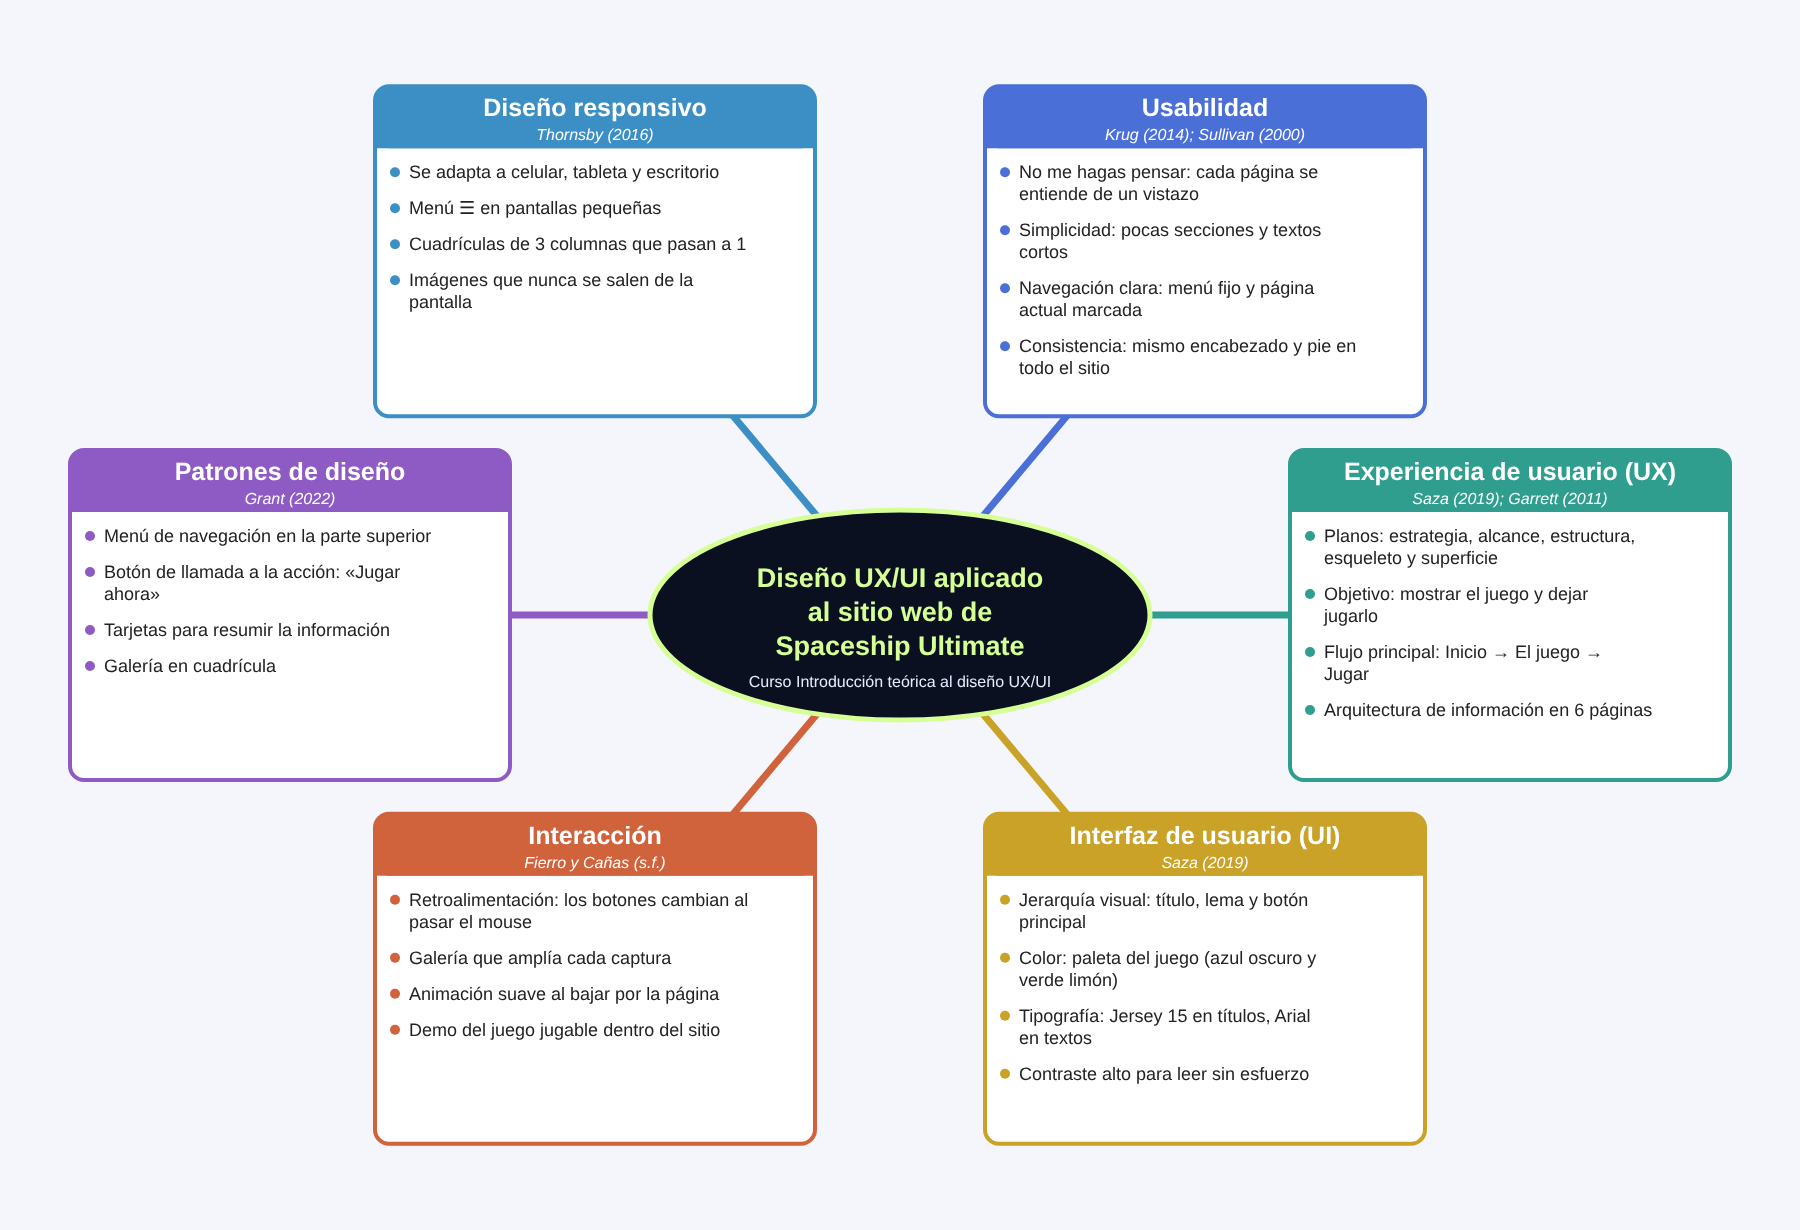 Diseño responsivo
Thornsby (2016)
Se adapta a celular, tableta y escritorio
Menú ☰ en pantallas pequeñas
Cuadrículas de 3 columnas que pasan a 1
Imágenes que nunca se salen de la
pantalla
Usabilidad
Krug (2014); Sullivan (2000)
No me hagas pensar: cada página se
entiende de un vistazo
Simplicidad: pocas secciones y textos
cortos
Navegación clara: menú fijo y página
actual marcada
Consistencia: mismo encabezado y pie en
todo el sitio
Patrones de diseño
Grant (2022)
Menú de navegación en la parte superior
Botón de llamada a la acción: «Jugar
ahora»
Tarjetas para resumir la información
Galería en cuadrícula
Diseño UX/UI aplicado
al sitio web de
Spaceship Ultimate
Curso Introducción teórica al diseño UX/UI
Experiencia de usuario (UX)
Saza (2019); Garrett (2011)
Planos: estrategia, alcance, estructura,
esqueleto y superficie
Objetivo: mostrar el juego y dejar
jugarlo
Flujo principal: Inicio → El juego →
Jugar
Arquitectura de información en 6 páginas
Interacción
Fierro y Cañas (s.f.)
Retroalimentación: los botones cambian al
pasar el mouse
Galería que amplía cada captura
Animación suave al bajar por la página
Demo del juego jugable dentro del sitio
Interfaz de usuario (UI)
Saza (2019)
Jerarquía visual: título, lema y botón
principal
Color: paleta del juego (azul oscuro y
verde limón)
Tipografía: Jersey 15 en títulos, Arial
en textos
Contraste alto para leer sin esfuerzo